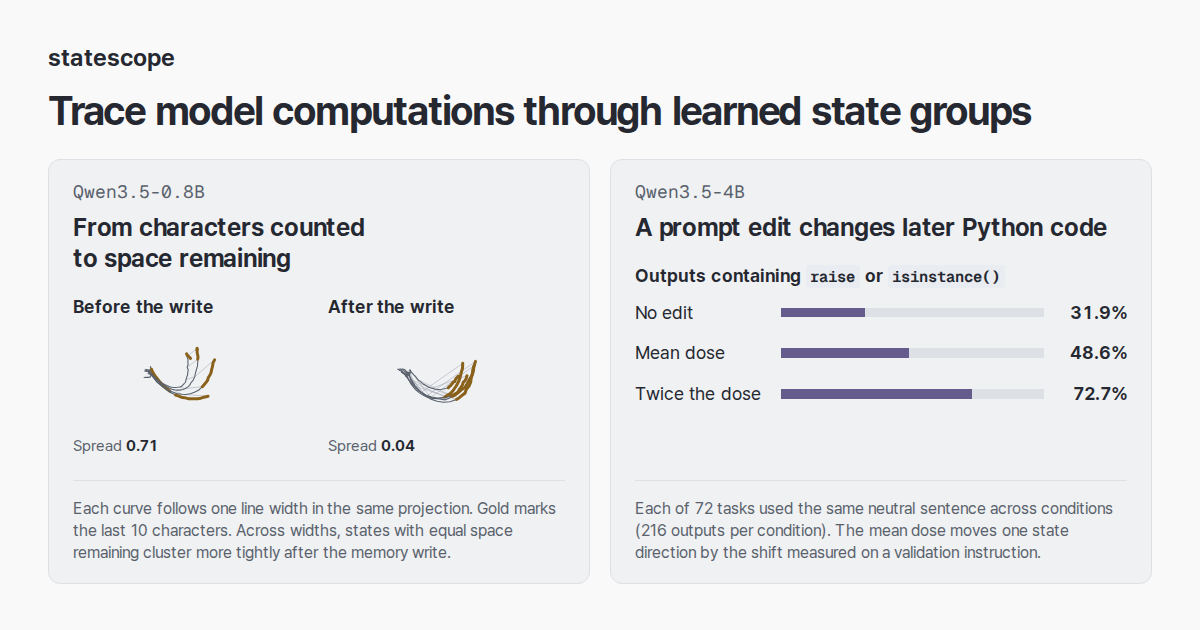 statescope
Trace model computations through learned state groups
Qwen3.5-0.8B
From characters counted
to space remaining
Before the write
After the write
Spread 0.71
Spread 0.04
Each curve follows one line width in the same projection. Gold marks
the last 10 characters. Across widths, states with equal space
remaining cluster more tightly after the memory write.
Qwen3.5-4B
A prompt edit changes later Python code
Outputs containing raise or isinstance()
No edit 31.9%
Mean dose 48.6%
Twice the dose 72.7%
Each of 72 tasks used the same neutral sentence across conditions
(216 outputs per condition). The mean dose moves one state
direction by the shift measured on a validation instruction.